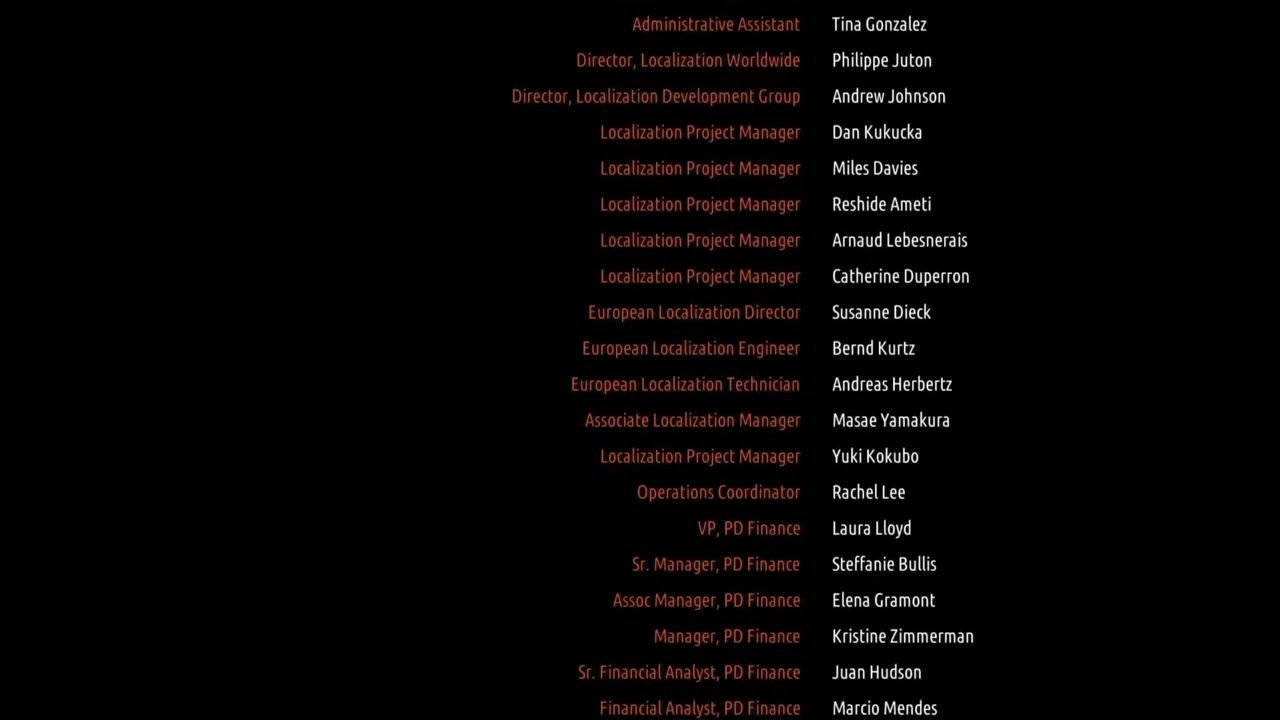 Administrative Assistant Tina Gonzalez
Director, Localization Worldwide Philippe Juton
Director, Localization Development Group Andrew Johnson
Localization Project Manager Dan Kukucka
Localization Project Manager Miles Davies
Localization Project Manager Reshide Ameti
Localization Project Manager Arnaud Lebesnerais
Localization Project Manager Catherine Duperron
European Localization Director Susanne Dieck
European Localization Engineer Bernd Kurtz
European Localization Technician Andreas Herbertz
Associate Localization Manager Masae Yamakura
Localization Project Manager Yuki Kokubo
Operations Coordinator Rachel Lee
VP, PD Finance Laura Lloyd
Sr. Manager, PD Finance Steffanie Bullis
Assoc Manager, PD Finance Elena Gramont
Manager, PD Finance Kristine Zimmerman
Sr. Financial Analyst, PD Finance Juan Hudson
Financial Analyst, PD Finance Marcio Mendes